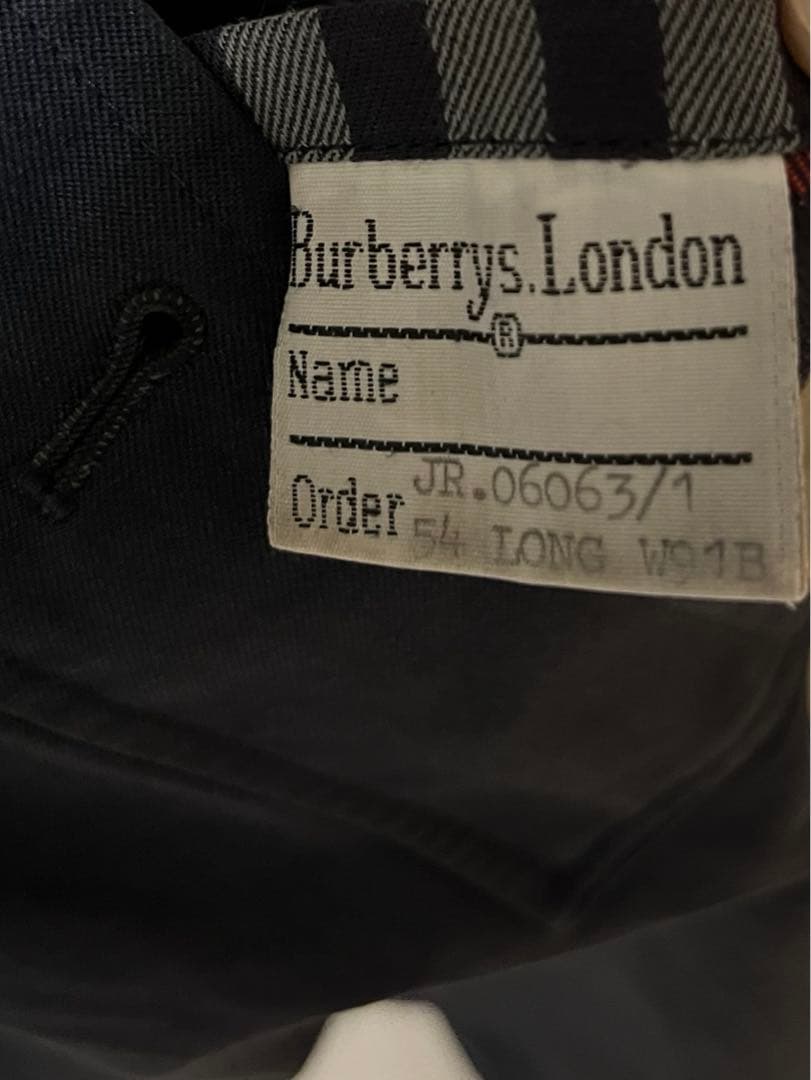 Burberrys.London
®
Name
Order JR.06063/1
54 LONG W91B